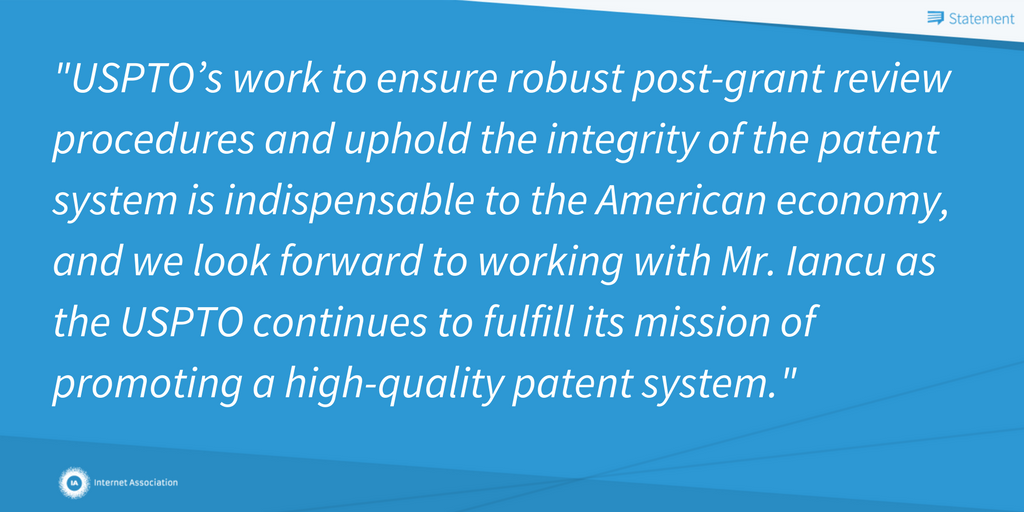 Statement
"USPTO’s work to ensure robust post-grant review
procedures and uphold the integrity of the patent
system is indispensable to the American economy,
and we look forward to working with Mr. Iancu as
the USPTO continues to fulfill its mission of
promoting a high-quality patent system."
IA
Internet Association